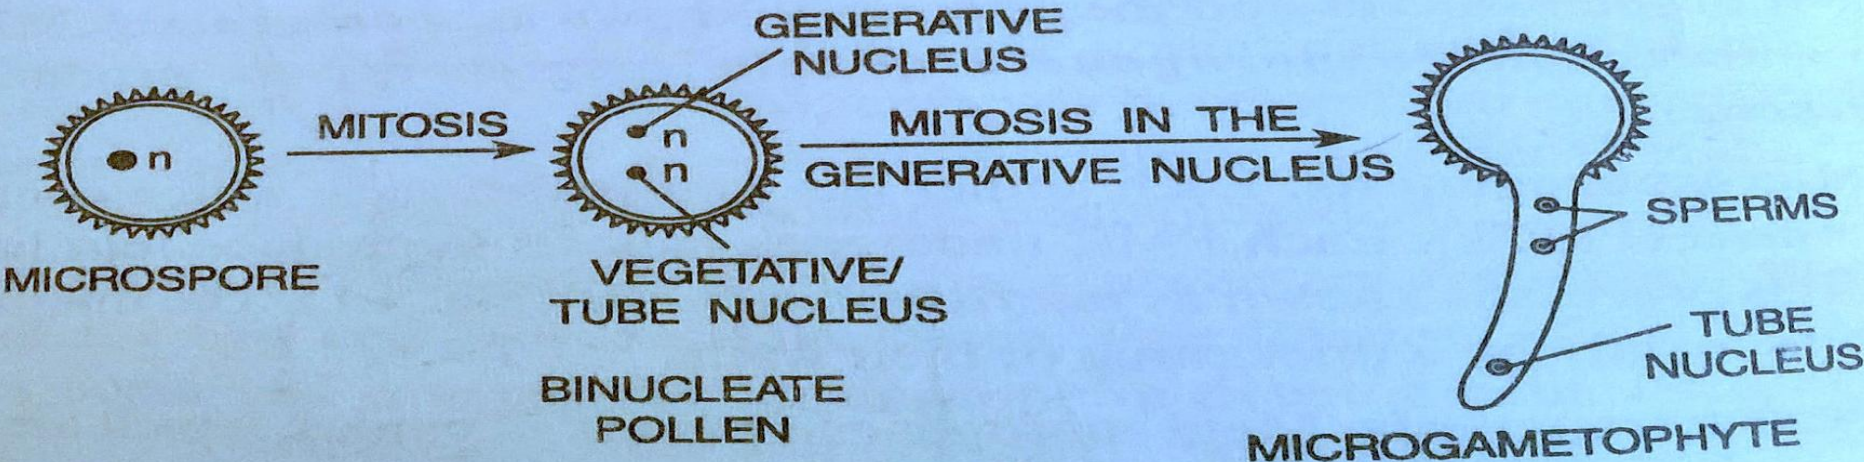 GENERATIVE
NUCLEUS
n
MITOSIS
n
n
MITOSIS IN THE
GENERATIVE NUCLEUS
SPERMS
MICROSPORE
VEGETATIVE/
TUBE NUCLEUS
TUBE
NUCLEUS
BINUCLEATE
POLLEN
MICROGAMETOPHYTE